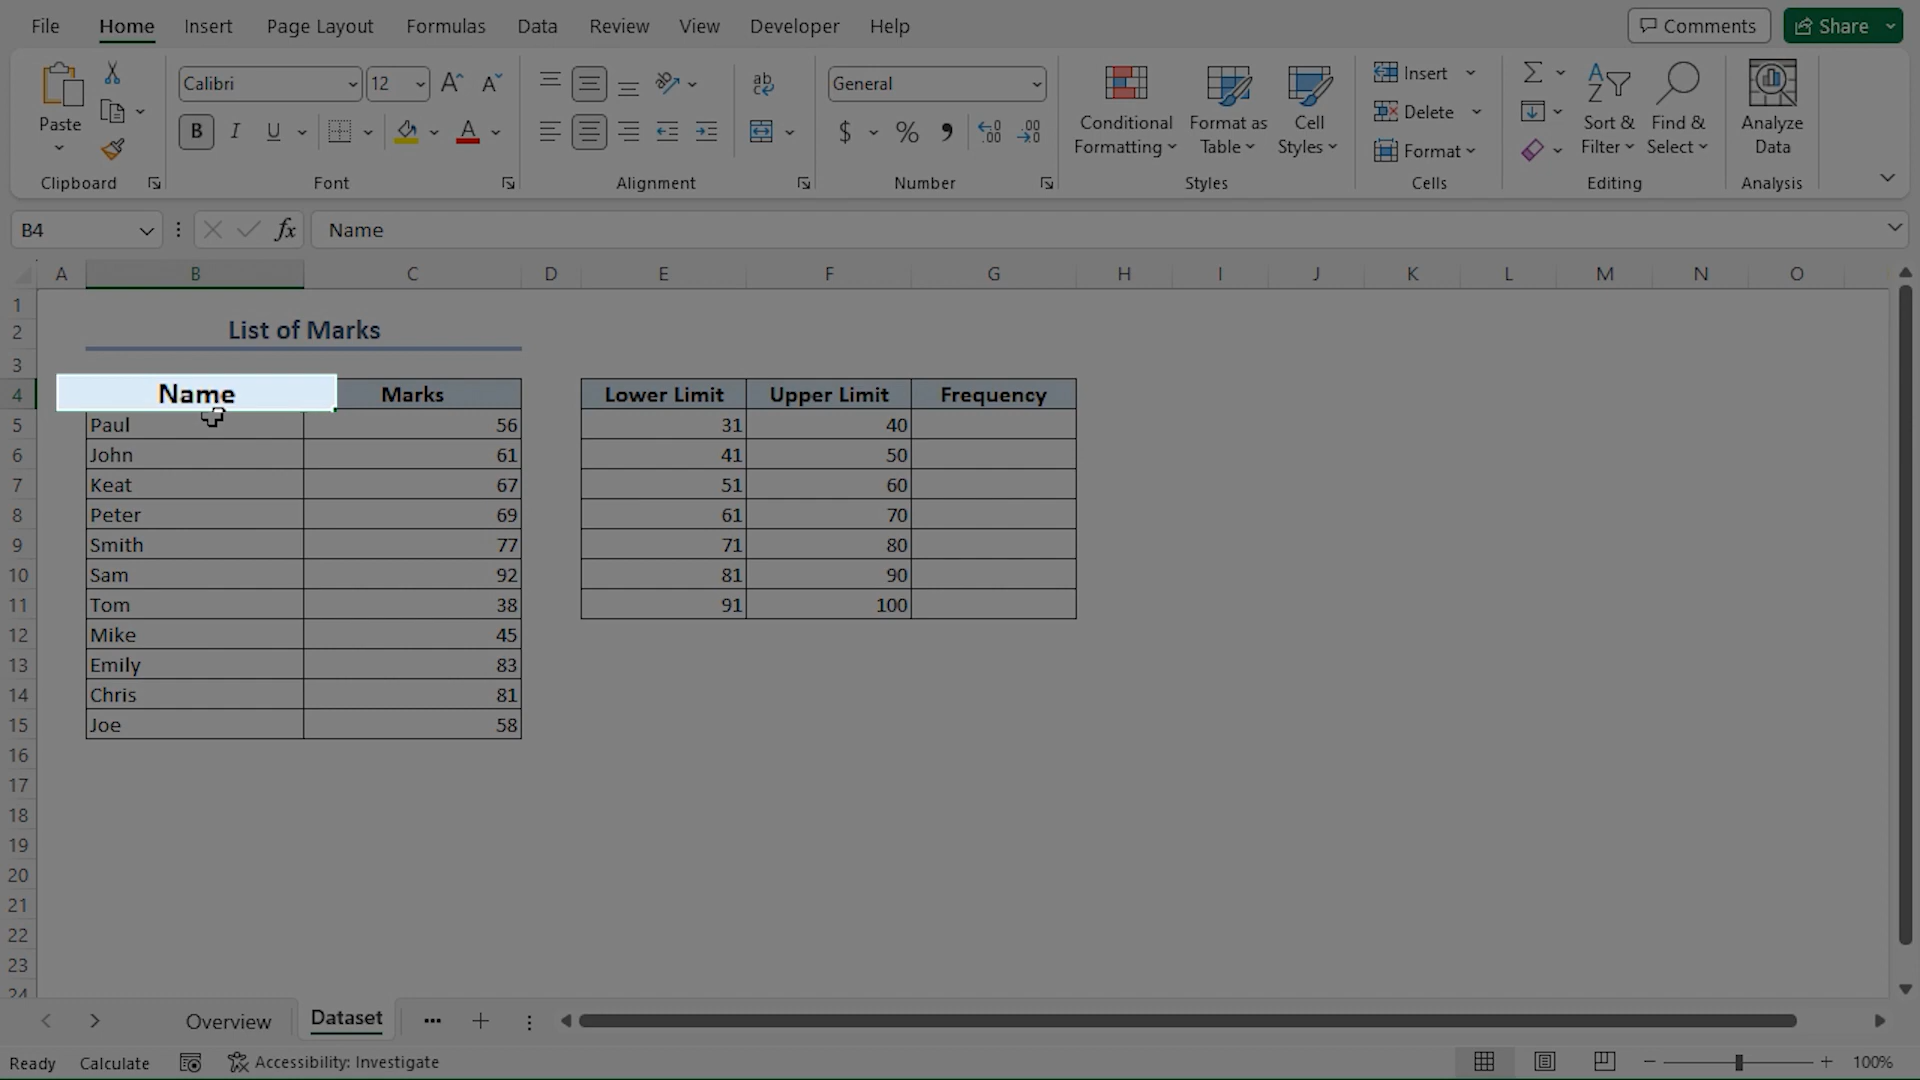 File Home Insert Page Layout Formulas Data Review View Developer Help Comments Share
Calibri 12 General
Paste B I U A $ % Conditional Formatting Format as Table Cell Styles Insert Delete Format Sort & Filter Find & Select Analyze Data
Clipboard Font Alignment Number Styles Cells Editing Analysis
B4 fx Name
A B C D E F G H I J K L M N O
1
2 List of Marks
3
4 Name Marks Lower Limit Upper Limit Frequency
5 Paul 56 31 40
6 John 61 41 50
7 Keat 67 51 60
8 Peter 69 61 70
9 Smith 77 71 80
10 Sam 92 81 90
11 Tom 38 91 100
12 Mike 45
13 Emily 83
14 Chris 81
15 Joe 58
16
17
18
19
20
21
22
23
24
Overview Dataset
Ready Calculate Accessibility: Investigate 100%